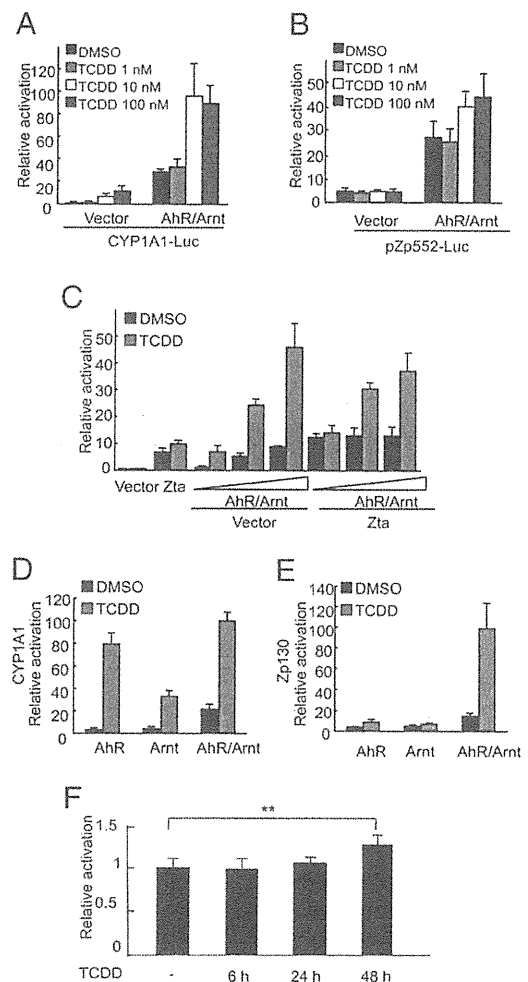 A
Relative activation
120
100
80
60
40
20
0
DMSO
TCDD 1 nM
TCDD 10 nM
TCDD 100 nM
Vector AhR/Arnt
CYP1A1-Luc
B
Relative activation
50
40
30
20
10
0
DMSO
TCDD 1 nM
TCDD 10 nM
TCDD 100 nM
Vector AhR/Arnt
pZp552-Luc
C
Relative activation
50
40
30
20
10
0
DMSO
TCDD
Vector Zta
AhR/Arnt AhR/Arnt
Vector Zta
D
CYP1A1
Relative activation
120
100
80
60
40
20
0
DMSO
TCDD
AhR Arnt AhR/Arnt
E
Zp130
Relative activation
140
120
100
80
60
40
20
0
DMSO
TCDD
AhR Arnt AhR/Arnt
F
Relative activation
1.5
1
0.5
0
**
TCDD - 6 h 24 h 48 h